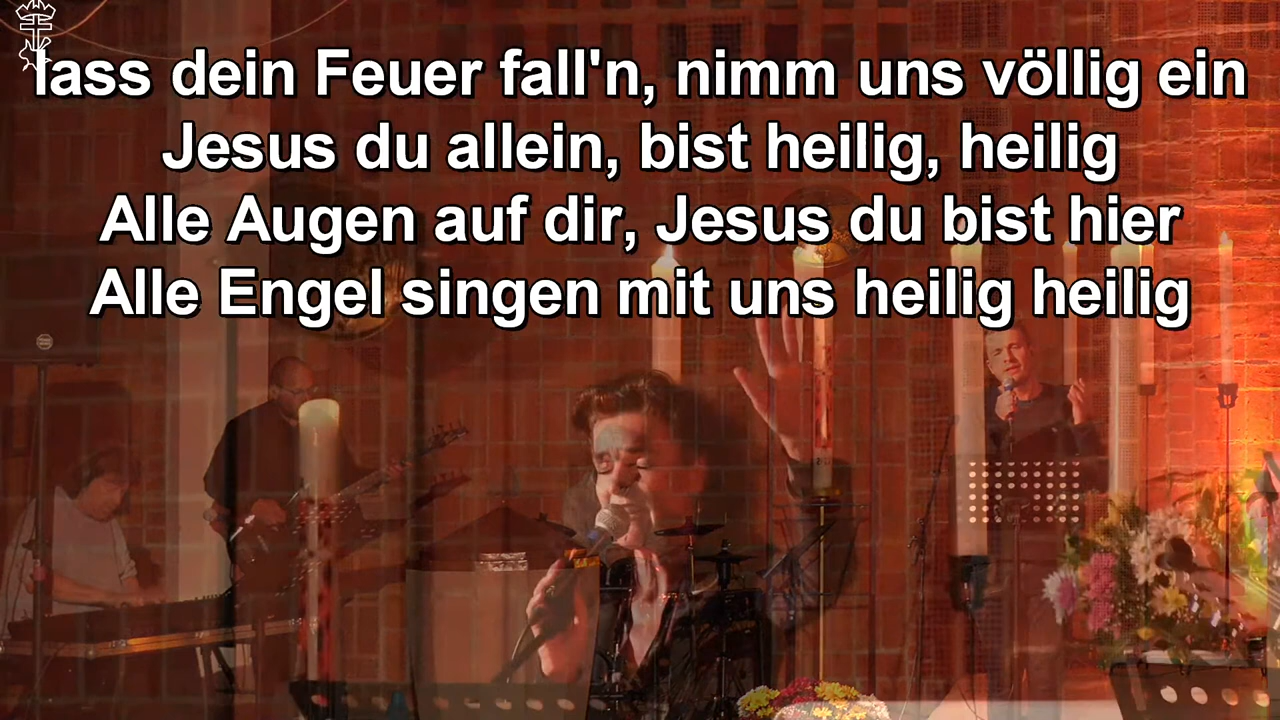 lass dein Feuer fall'n, nimm uns völlig ein
Jesus du allein, bist heilig, heilig
Alle Augen auf dir, Jesus du bist hier
Alle Engel singen mit uns heilig heilig